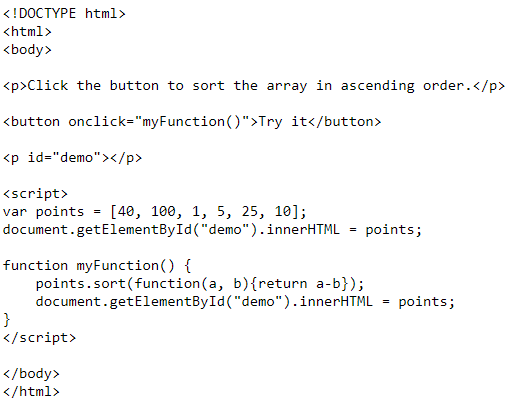 <!DOCTYPE html>
<html>
<body>

<p>Click the button to sort the array in ascending order.</p>

<button onclick="myFunction()">Try it</button>

<p id="demo"></p>

<script>
var points = [40, 100, 1, 5, 25, 10];
document.getElementById("demo").innerHTML = points;

function myFunction() {
    points.sort(function(a, b){return a-b});
    document.getElementById("demo").innerHTML = points;
}
</script>

</body>
</html>